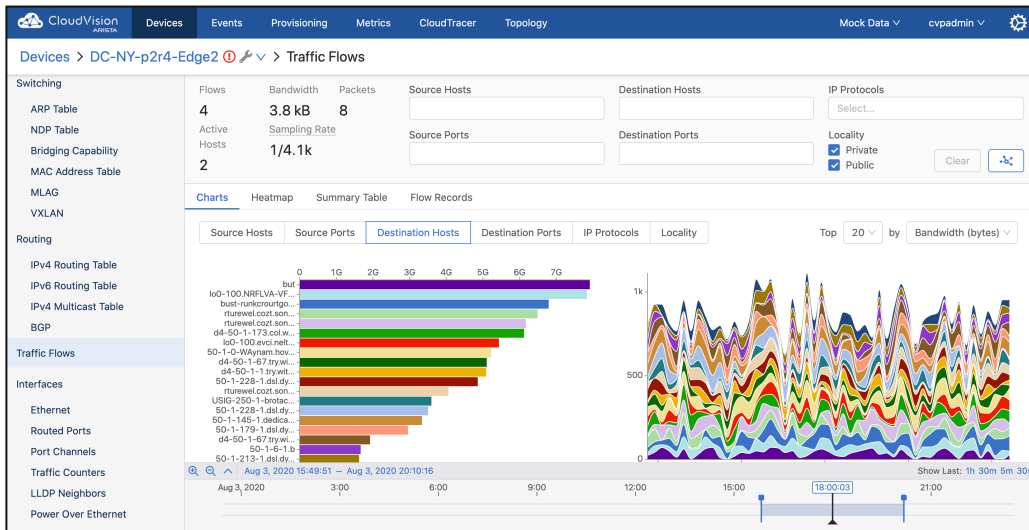 CloudVision
ARISTA
Devices
Events
Provisioning
Metrics
CloudTracer
Topology
Mock Data
cvpadmin
Devices > DC-NY-p2r4-Edge2 > Traffic Flows
Switching
ARP Table
NDP Table
Bridging Capability
MAC Address Table
MLAG
VXLAN
Routing
IPv4 Routing Table
IPv6 Routing Table
IPv4 Multicast Table
BGP
Traffic Flows
Interfaces
Ethernet
Routed Ports
Port Channels
Traffic Counters
LLDP Neighbors
Power Over Ethernet
Flows
4
Bandwidth
3.8 kB
Packets
8
Active
Hosts
2
Sampling Rate
1/4.1k
Source Hosts
Destination Hosts
IP Protocols
Select...
Source Ports
Destination Ports
Locality
Private
Public
Clear
Charts
Heatmap
Summary Table
Flow Records
Source Hosts
Source Ports
Destination Hosts
Destination Ports
IP Protocols
Locality
Top 20 by Bandwidth (bytes)
0 1G 2G 3G 4G 5G 6G 7G
but
lo0-100.NRFLVA-VF...
bust-runkcrourtgo...
rturewel.cozt.son...
rturewel.cozt.son...
d4-50-1-173.col.w...
lo0-100.evci.nelt...
50-1-0-WAynam.hov...
d4-50-1-67.try.wi...
d4-50-1-1.try.wit...
50-1-228-1.dsl.dy...
rturewel.cozt.son...
USIG-250-1-brotac...
50-1-228-1.dsl.dy...
50-1-145-1.dedica...
50-1-179-1.dsl.dy...
d4-50-1-67.try.wi...
50-1-6-1.b
50-1-213-1.dsl.dy...
1k
500
0
Aug 3, 2020 15:49:51 – Aug 3, 2020 20:10:16
Show Last: 1h 30m 5m 30s
Aug 3, 2020
3:00
6:00
9:00
12:00
15:00
18:00:03
21:00